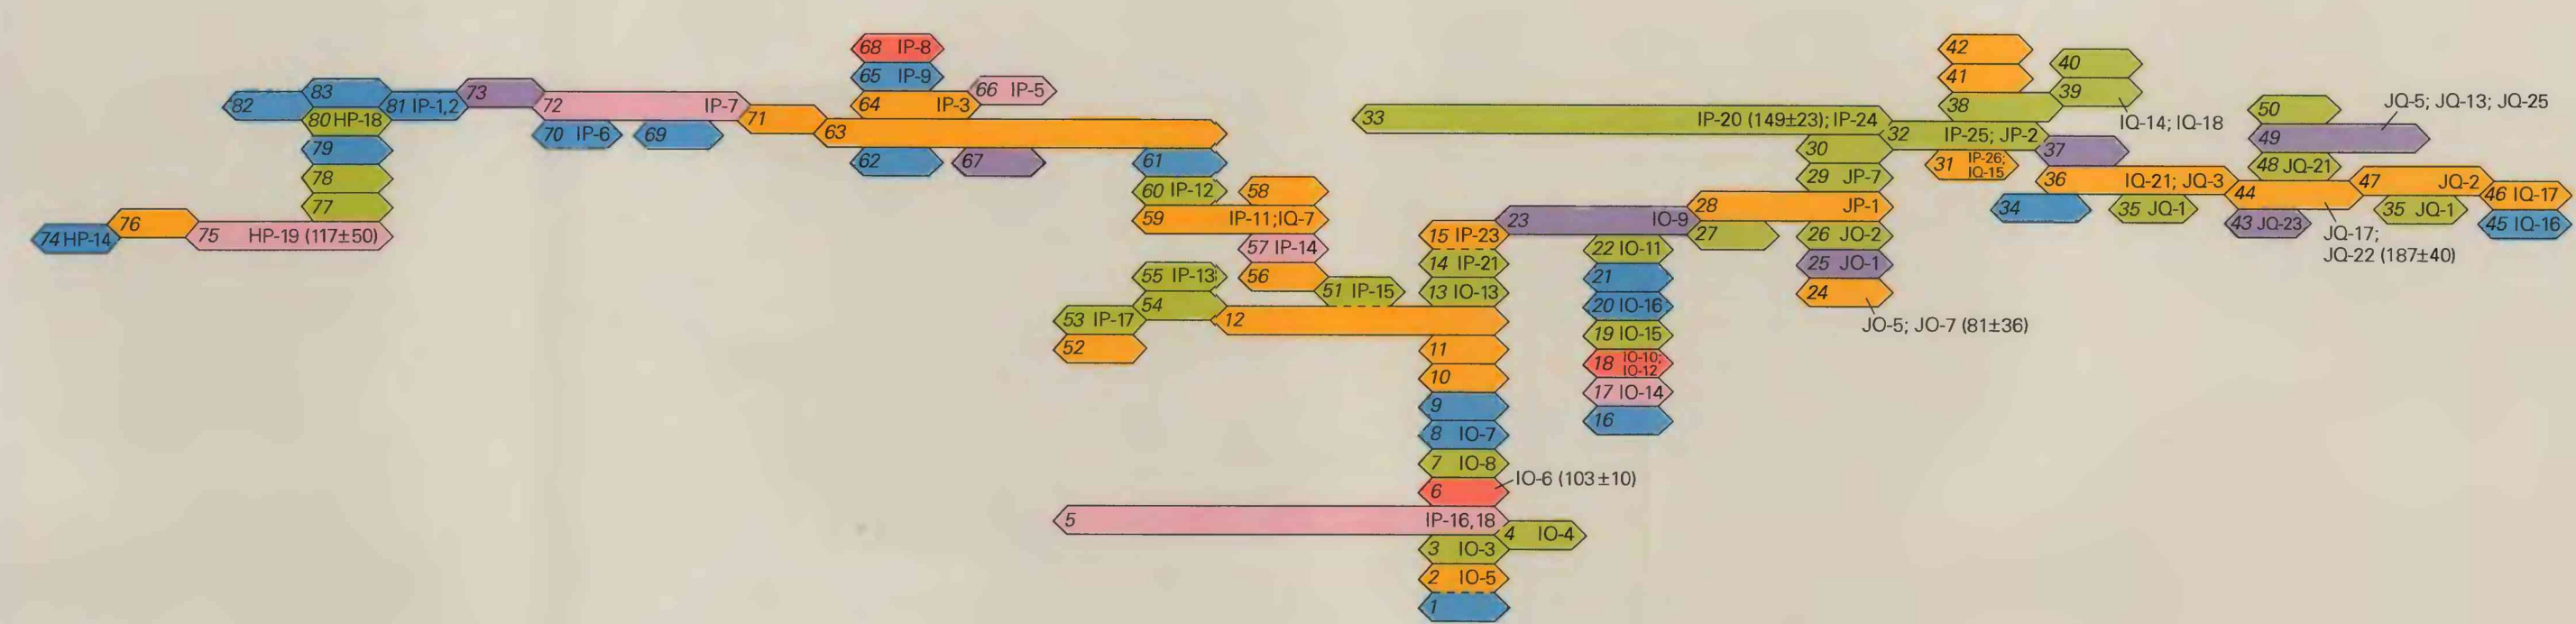 42
68 IP-8
40
65 IP-9
41
83
73
66 IP-5
39
JQ-5; JQ-13; JQ-25
82
81 IP-1,2
72 IP-7
64 IP-3
38
50
80 HP-18
71
33 IP-20 (149±23); IP-24
IQ-14; IQ-18
70 IP-6
69
63
32 IP-25; JP-2
49
79
30
37
62
67
61
31 IP-26; IQ-15
48 JQ-21
78
29 JP-7
36 IQ-21; JQ-3
47 JQ-2
60 IP-12
58
44
46 IQ-17
77
28 JP-1
34
35 JQ-1
35 JQ-1
76
59 IP-11;IQ-7
23 IO-9
43 JQ-23
45 IQ-16
74 HP-14
75 HP-19 (117±50)
15 IP-23
27
26 JO-2
JQ-17;
JQ-22 (187±40)
57 IP-14
22 IO-11
14 IP-21
25 JO-1
55 IP-13
56
21
51 IP-15
13 IO-13
24
54
20 IO-16
53 IP-17
12
JO-5; JO-7 (81±36)
19 IO-15
52
11
18 IO-10; IO-12
10
17 IO-14
9
16
8 IO-7
7 IO-8
6
IO-6 (103±10)
5 IP-16,18
4 IO-4
3 IO-3
2 IO-5
1